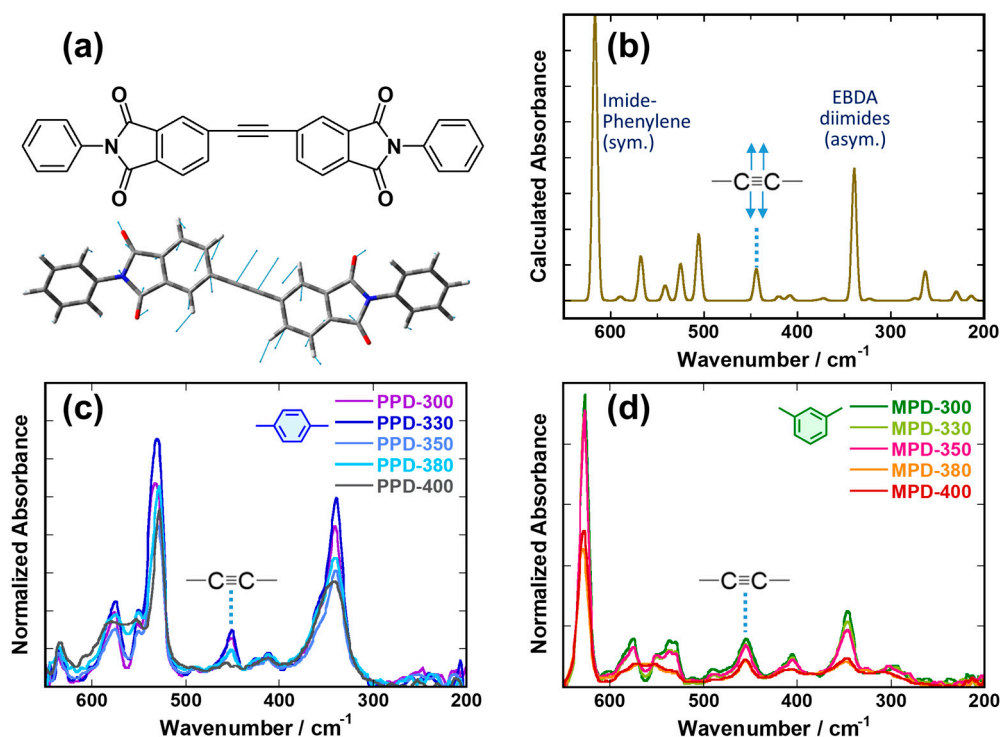 (a)
O
O
N
N
O
O
(b)
Calculated Absorbance
Imide-
Phenylene
(sym.)
EBDA
diimides
(asym.)
—C≡C—
650 600 500 400 300 200
Wavenumber / cm⁻¹
(c)
Normalized Absorbance
PPD-300
PPD-330
PPD-350
PPD-380
PPD-400
—C≡C—
600 500 400 300 200
Wavenumber / cm⁻¹
(d)
Normalized Absorbance
MPD-300
MPD-330
MPD-350
MPD-380
MPD-400
—C≡C—
600 500 400 300 200
Wavenumber / cm⁻¹